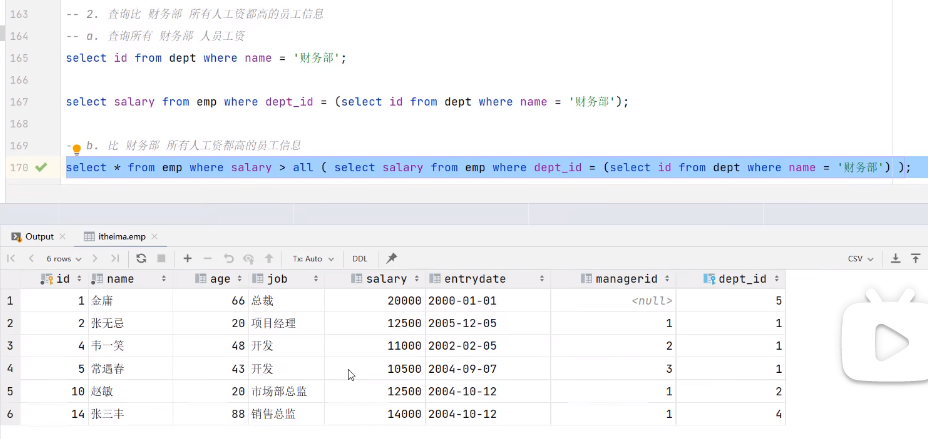 163 -- 2. 查询比 财务部 所有人工资都高的员工信息
164 -- a. 查询所有 财务部 人员工资
165 select id from dept where name = '财务部';
166
167 select salary from emp where dept_id = (select id from dept where name = '财务部');
168
169 -- b. 比 财务部 所有人工资都高的员工信息
170 select * from emp where salary > all ( select salary from emp where dept_id = (select id from dept where name = '财务部') );
Output itheima.emp
6 rows Tx: Auto DDL CSV
id name age job salary entrydate managerid dept_id
1 1 金庸 66 总裁 20000 2000-01-01 <null> 5
2 2 张无忌 20 项目经理 12500 2005-12-05 1 1
3 4 韦一笑 48 开发 11000 2002-02-05 2 1
4 5 常遇春 43 开发 10500 2004-09-07 3 1
5 10 赵敏 20 市场部总监 12500 2004-10-12 1 2
6 14 张三丰 88 销售总监 14000 2004-10-12 1 4